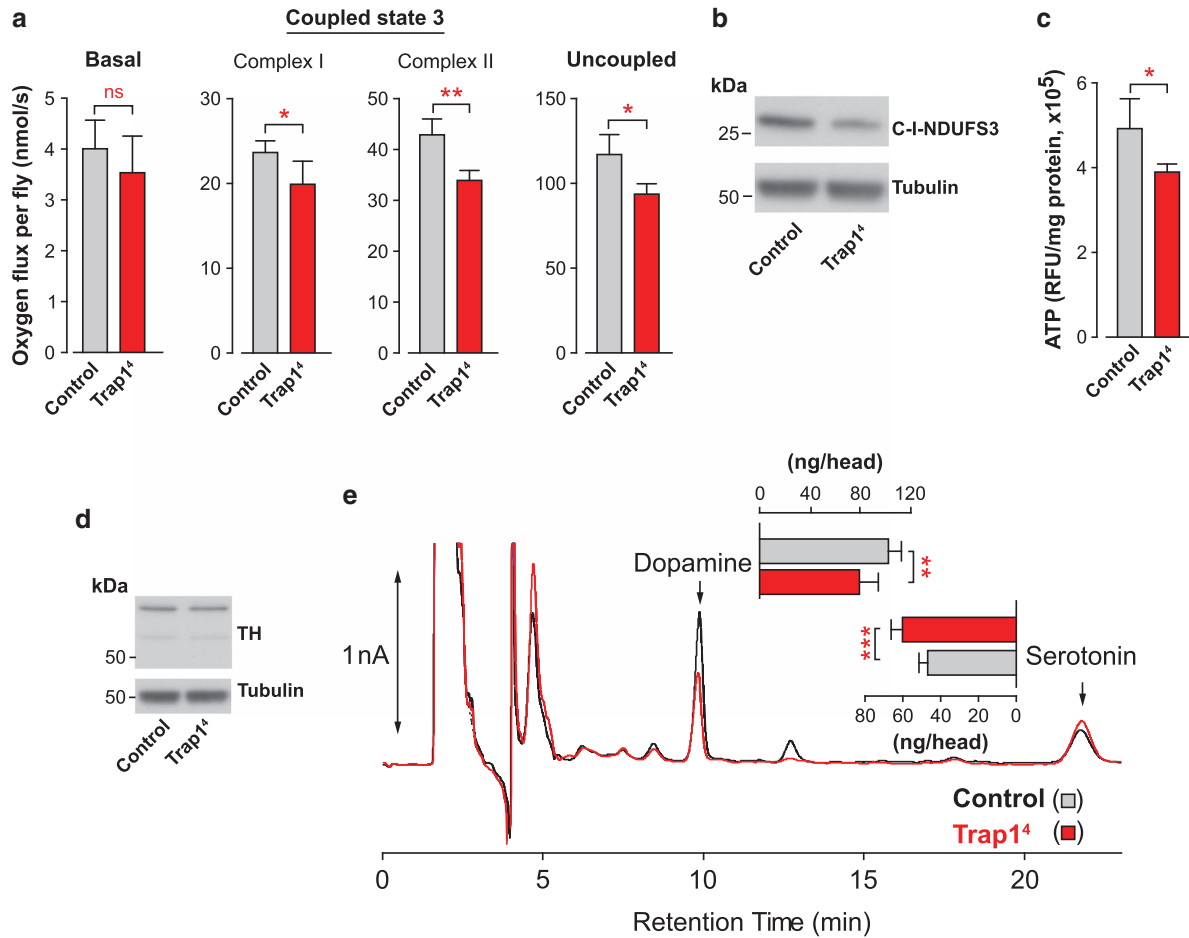 a
Coupled state 3
Basal
Complex I
Complex II
Uncoupled
Oxygen flux per fly (nmol/s)
5
4
3
2
1
0
ns
Control
Trap1⁴
30
20
10
0
*
Control
Trap1⁴
50
40
30
20
10
0
**
Control
Trap1⁴
150
100
50
0
*
Control
Trap1⁴
b
kDa
25
C-I-NDUFS3
50
Tubulin
Control
Trap1⁴
c
ATP (RFU/mg protein, x10⁵)
6
4
2
0
*
Control
Trap1⁴
d
kDa
TH
50
50
Tubulin
Control
Trap1⁴
e
1nA
Dopamine
(ng/head)
0 40 80 120
**
***
Serotonin
80 60 40 20 0
(ng/head)
Control ( )
Trap1⁴ ( )
0 5 10 15 20
Retention Time (min)